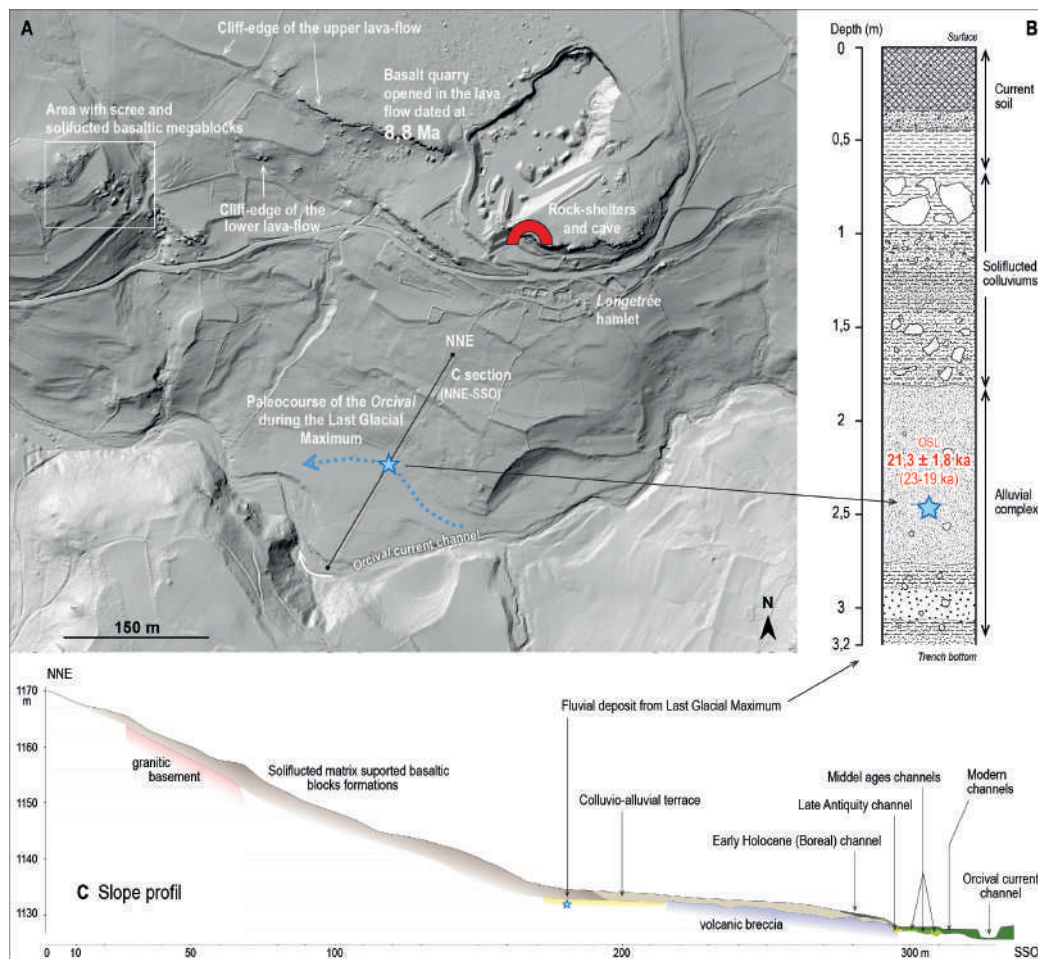 A
Cliff-edge of the upper lava-flow
Basalt quarry
opened in the lava
flow dated at
8,8 Ma
Area with scree and
solifucted basaltic megablocks
Cliff-edge of the
lower lava-flow
Rock-shelters
and cave
Longetrée
hamlet
NNE
C section
(NNE-SSO)
Paleocourse of the Orcival
during the Last Glacial
Maximum
Orcival current channel
150 m
N
Depth (m)
Surface
B
0
0,5
1
1,5
2
2,5
3
3,2
Current
soil
Soliflucted
colluviums
OSL
21,3 ± 1,8 ka
(23-19 ka)
Alluvial
complex
Trench bottom
NNE
1170
m
1160
1150
1140
1130
granitic
basement
Soliflucted matrix suported basaltic
blocks formations
Fluvial deposit from Last Glacial Maximum
Colluvio-alluvial terrace
Middel ages channels
Modern
channels
Late Antiquity channel
Early Holocene (Boreal) channel
Orcival current
channel
volcanic breccia
C Slope profil
0
10
100
200
300 m
SSO